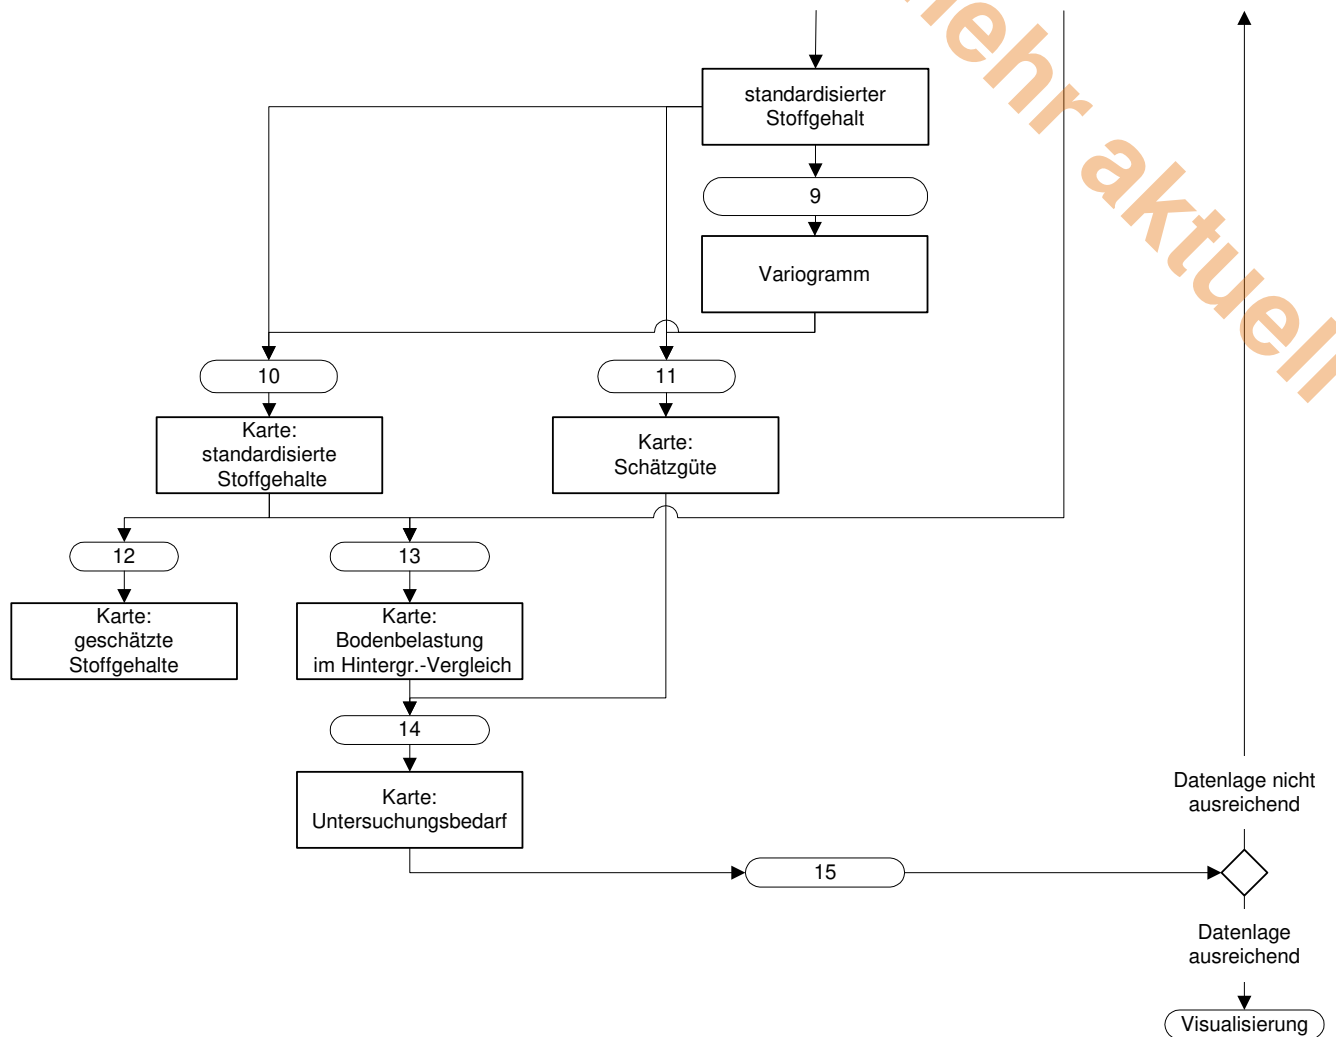 mehr aktuell
standardisierter
Stoffgehalt
9
Variogramm
10
11
Karte:
standardisierte
Stoffgehalte
Karte:
Schätzgüte
12
13
Karte:
geschätzte
Stoffgehalte
Karte:
Bodenbelastung
im Hintergr.-Vergleich
14
Karte:
Untersuchungsbedarf
Datenlage nicht
ausreichend
15
Datenlage
ausreichend
Visualisierung